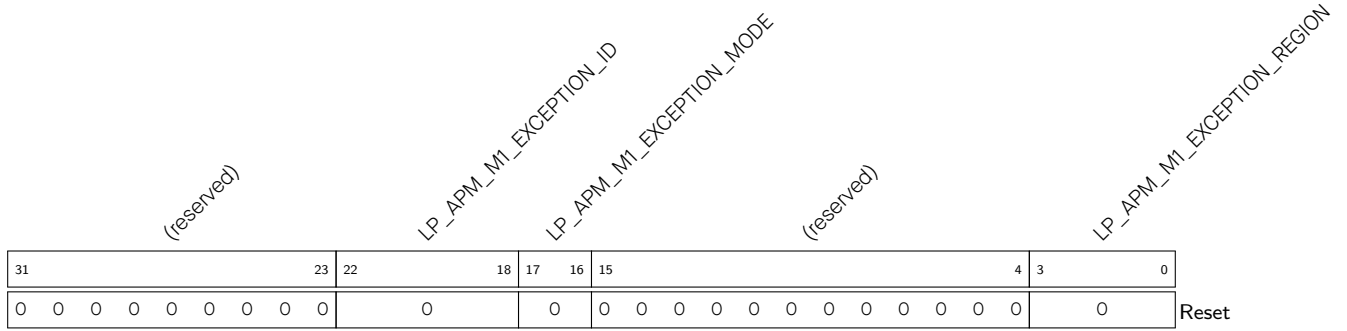 (reserved)
LP_APM_M1_EXCEPTION_ID
LP_APM_M1_EXCEPTION_MODE
(reserved)
LP_APM_M1_EXCEPTION_REGION
31 23 22 18 17 16 15 4 3 0
0 0 0 0 0 0 0 0 0 0 0 0 0 0 0 0 0 0 0 0 0 0 0 0 Reset